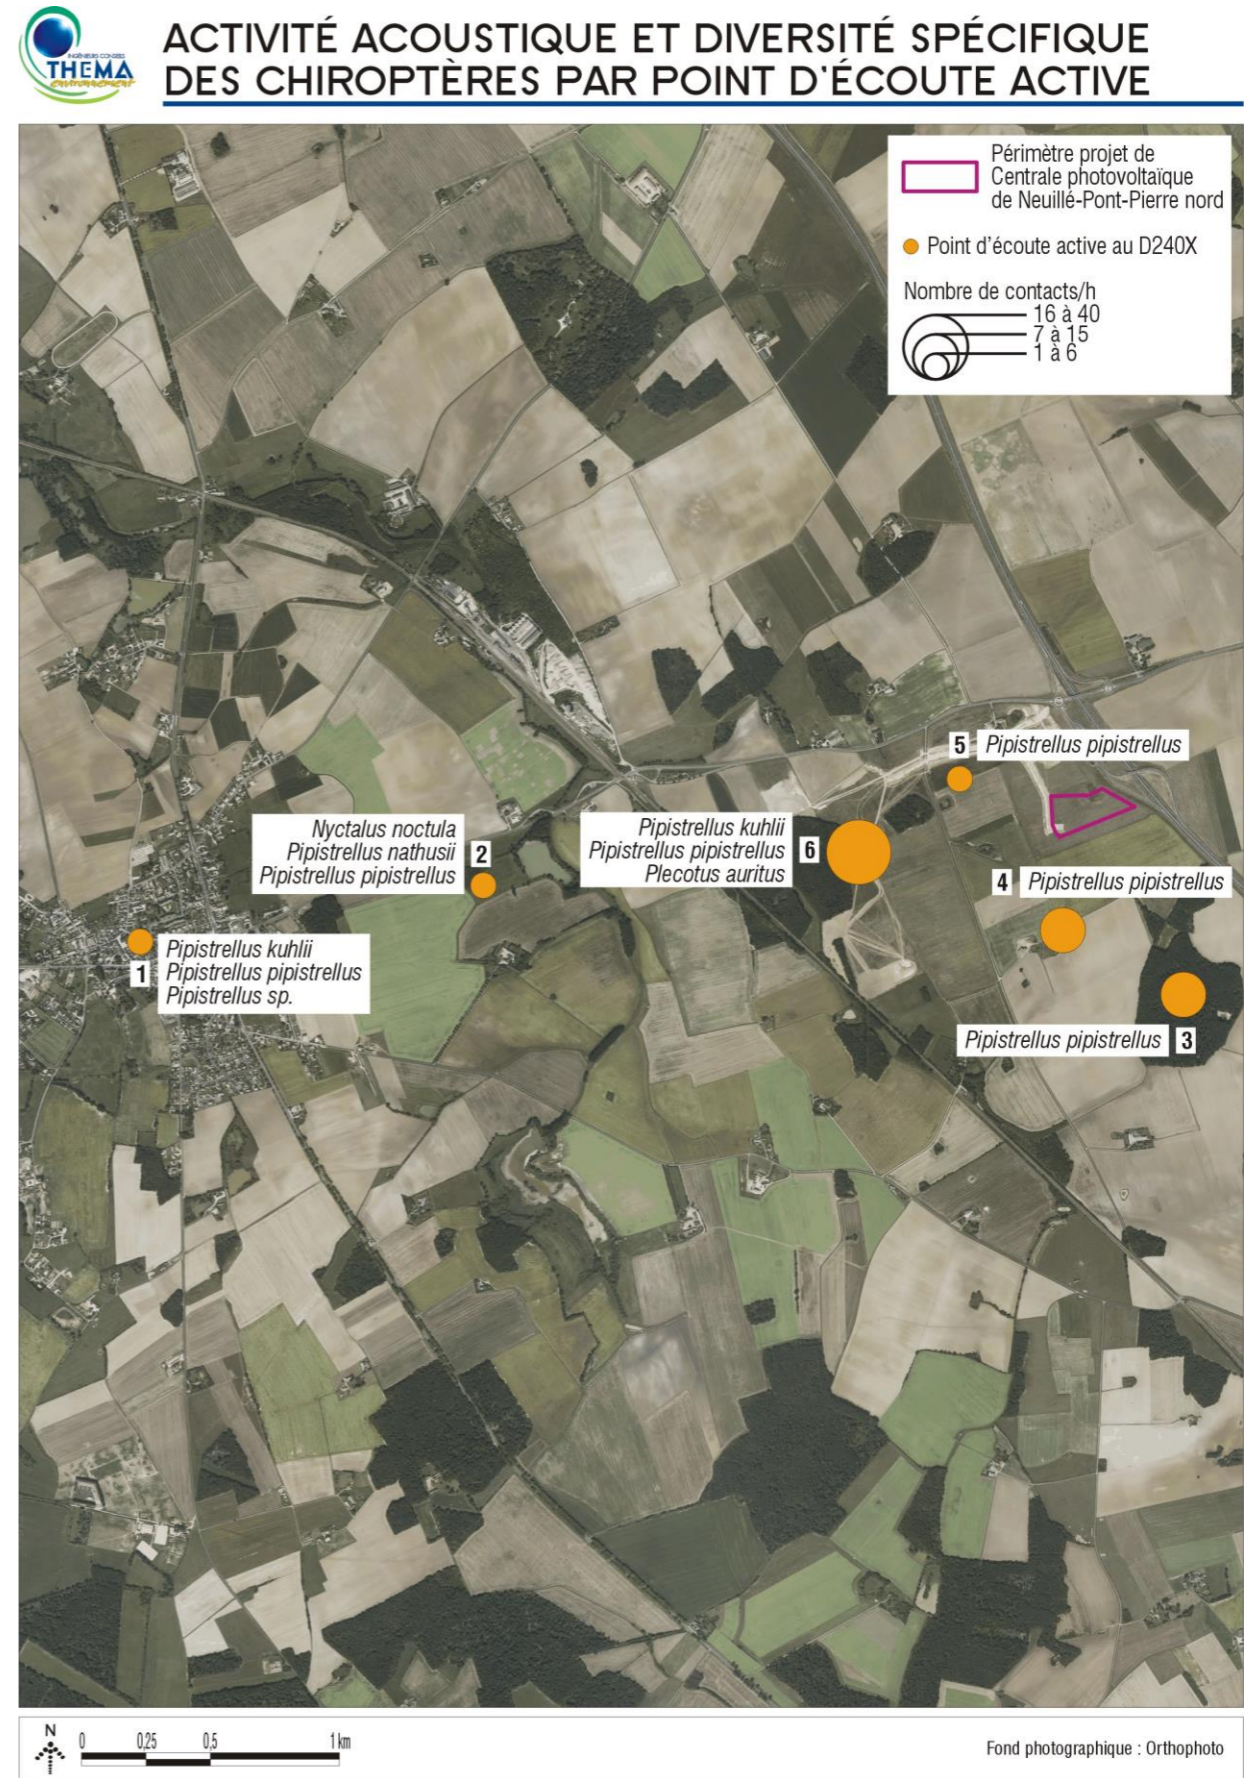 INGÉNIEURS CONSEILS
THEMA
environnement
ACTIVITÉ ACOUSTIQUE ET DIVERSITÉ SPÉCIFIQUE
DES CHIROPTÈRES PAR POINT D'ÉCOUTE ACTIVE
Périmètre projet de
Centrale photovoltaïque
de Neuillé-Pont-Pierre nord
Point d'écoute active au D240X
Nombre de contacts/h
16 à 40
7 à 15
1 à 6
5 Pipistrellus pipistrellus
Nyctalus noctula
Pipistrellus nathusii
Pipistrellus pipistrellus
2
Pipistrellus kuhlii
Pipistrellus pipistrellus
Plecotus auritus
6
4 Pipistrellus pipistrellus
1
Pipistrellus kuhlii
Pipistrellus pipistrellus
Pipistrellus sp.
Pipistrellus pipistrellus 3
N
0 0,25 0,5 1 km
Fond photographique : Orthophoto